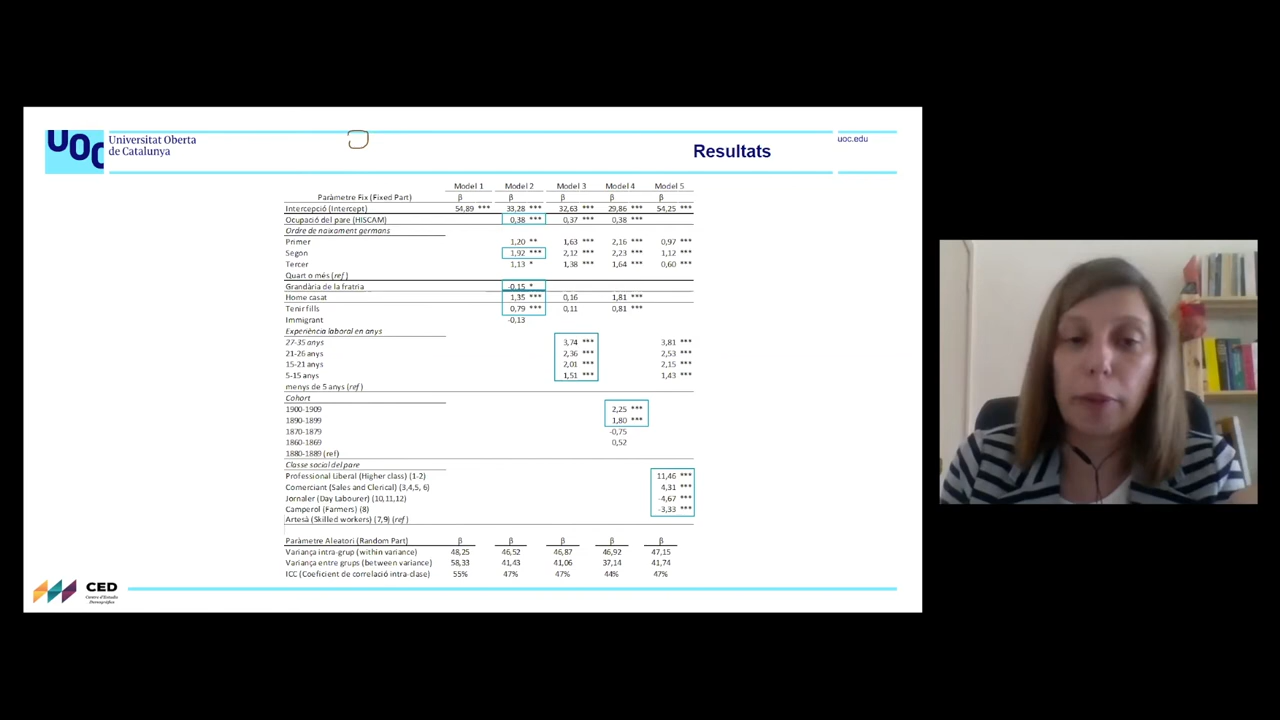 UOC
Universitat Oberta
de Catalunya
Resultats
uoc.edu
Model 1 Model 2 Model 3 Model 4 Model 5
Paràmetre Fix (Fixed Part) β β β β β
Intercepció (Intercept) 54,89 *** 33,28 *** 32,63 *** 29,86 *** 54,25 ***
Ocupació del pare (HISCAM) 0,38 *** 0,37 *** 0,38 ***
Ordre de naixament germans
Primer 1,20 ** 1,63 *** 2,16 *** 0,97 ***
Segon 1,92 *** 2,12 *** 2,23 *** 1,12 ***
Tercer 1,13 * 1,38 *** 1,64 *** 0,60 ***
Quart o més (ref)
Grandària de la fratria -0,15 *
Home casat 1,35 *** 0,16 1,81 ***
Tenir fills 0,79 *** 0,11 0,81 ***
Immigrant -0,13
Experiència laboral en anys
27-35 anys 3,74 *** 3,81 ***
21-26 anys 2,36 *** 2,53 ***
15-21 anys 2,01 *** 2,15 ***
5-15 anys 1,51 *** 1,43 ***
menys de 5 anys (ref)
Cohort
1900-1909 2,25 ***
1890-1899 1,80 ***
1870-1879 -0,75
1860-1869 0,52
1880-1889 (ref)
Classe social del pare
Professional Liberal (Higher class) (1-2) 11,46 ***
Comerciant (Sales and Clerical) (3,4,5, 6) 4,31 ***
Jornaler (Day Labourer) (10,11,12) -4,67 ***
Camperol (Farmers) (8) -3,33 ***
Artesà (Skilled workers) (7,9) (ref)
Paràmetre Aleatori (Random Part) β β β β β
Variança intra-grup (within variance) 48,25 46,52 46,87 46,92 47,15
Variança entre grups (between variance) 58,33 41,43 41,06 37,14 41,74
ICC (Coeficient de correlació intra-clase) 55% 47% 47% 44% 47%
CED
Centre d'Estudis
Demogràfics